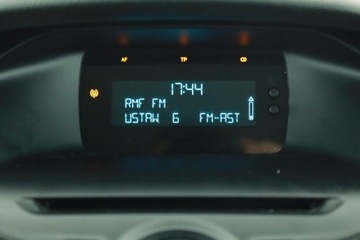 AF TP CD
17:44
RMF FM
USTAW 6 FM-AST